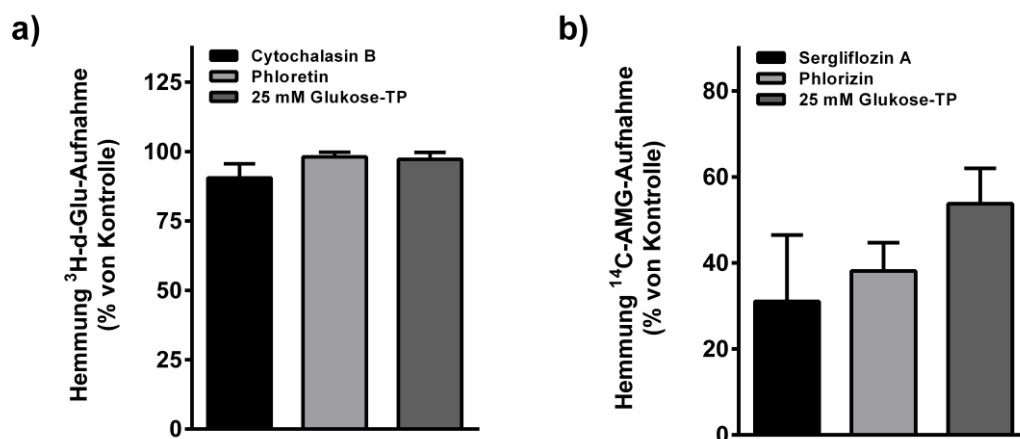 a)
Cytochalasin B
Phloretin
25 mM Glukose-TP
Hemmung ³H-d-Glu-Aufnahme
(% von Kontrolle)
125
100
75
50
25
0
b)
Sergliflozin A
Phlorizin
25 mM Glukose-TP
Hemmung ¹⁴C-AMG-Aufnahme
(% von Kontrolle)
80
60
40
20
0